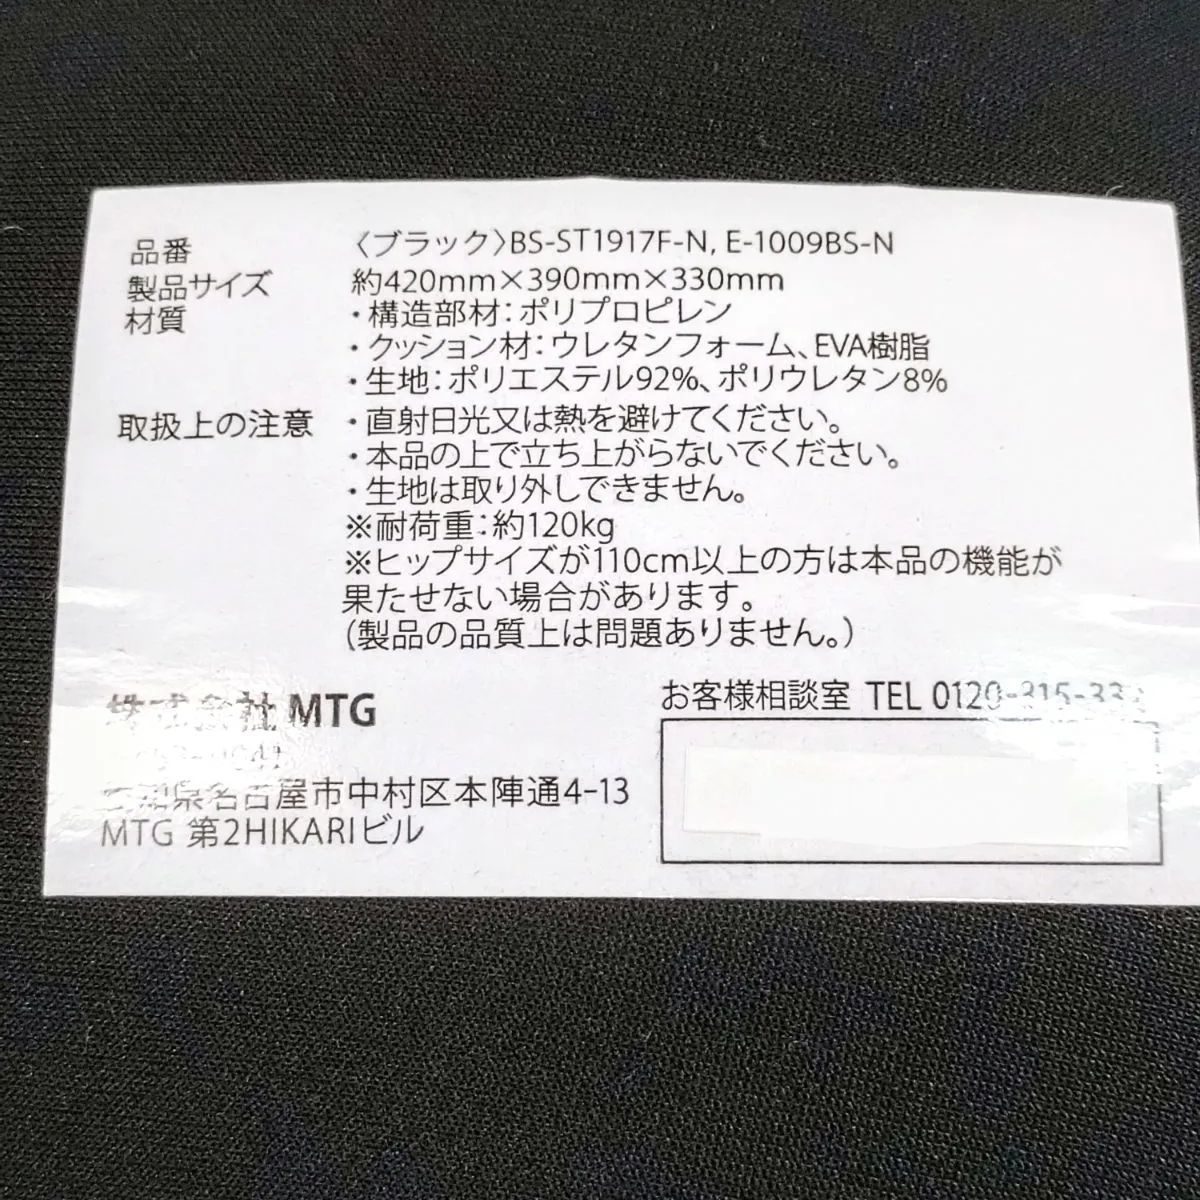 品番 〈ブラック〉BS-ST1917F-N, E-1009BS-N
製品サイズ 約420mm×390mm×330mm
材質 ・構造部材：ポリプロピレン
・クッション材：ウレタンフォーム、EVA樹脂
・生地：ポリエステル92%、ポリウレタン8%
取扱上の注意 ・直射日光又は熱を避けてください。
・本品の上で立ち上がらないでください。
・生地は取り外しできません。
※耐荷重：約120kg
※ヒップサイズが110cm以上の方は本品の機能が
果たせない場合があります。
(製品の品質上は問題ありません。)
株式会社 MTG
愛知県名古屋市中村区本陣通4-13
MTG 第2HIKARIビル
お客様相談室 TEL 0120-315-33